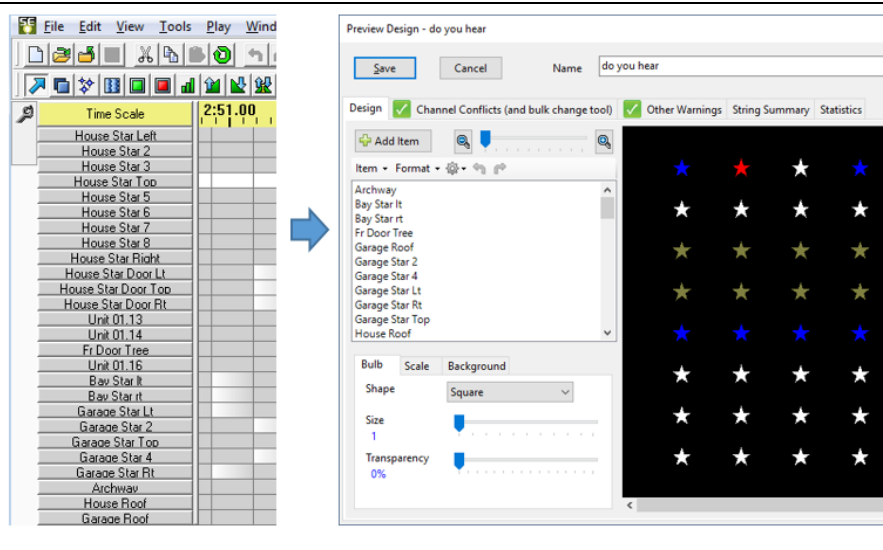 File Edit View Tools Play Wind
Time Scale
2:51.00
House Star Left
House Star 2
House Star 3
House Star Top
House Star 5
House Star 6
House Star 7
House Star 8
House Star Right
House Star Door Lt
House Star Door Top
House Star Door Rt
Unit 01.13
Unit 01.14
Fr Door Tree
Unit 01.16
Bay Star lt
Bay Star rt
Garage Star Lt
Garage Star 2
Garage Star Top
Garage Star 4
Garage Star Rt
Archway
House Roof
Garage Roof
Preview Design - do you hear
Save Cancel Name do you hear
Design Channel Conflicts (and bulk change tool) Other Warnings String Summary Statistics
Add Item
Item Format
Archway
Bay Star lt
Bay Star rt
Fr Door Tree
Garage Roof
Garage Star 2
Garage Star 4
Garage Star Lt
Garage Star Rt
Garage Star Top
House Roof
Bulb Scale Background
Shape Square
Size
1
Transparency
0%